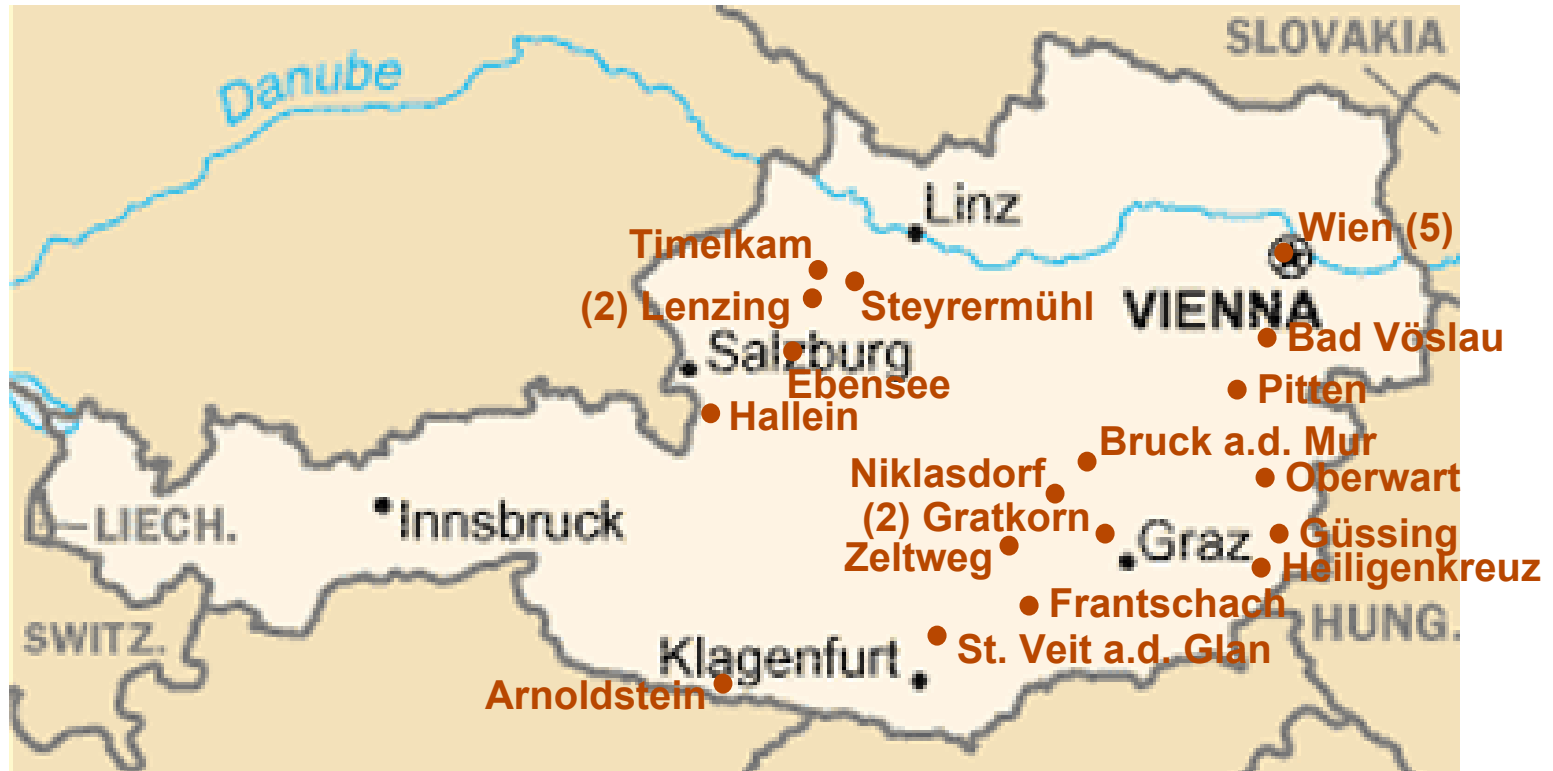 SLOVAKIA
Danube
Linz
Wien (5)
Timelkam
(2) Lenzing
Steyrermühl
VIENNA
Bad Vöslau
Salzburg
Ebensee
Pitten
Hallein
Bruck a.d. Mur
Niklasdorf
Oberwart
(2) Gratkorn
LIECH.
Innsbruck
Graz
Güssing
Zeltweg
Heiligenkreuz
Frantschach
HUNG.
SWITZ.
St. Veit a.d. Glan
Klagenfurt
Arnoldstein